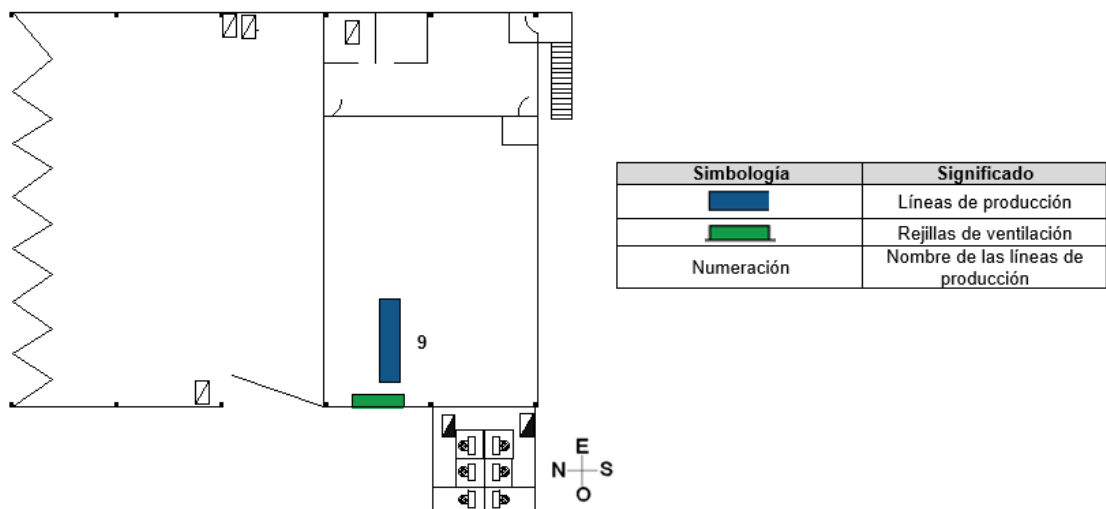 Simbología Significado
Líneas de producción
Rejillas de ventilación
Numeración Nombre de las líneas de
producción
9
E
N S
O